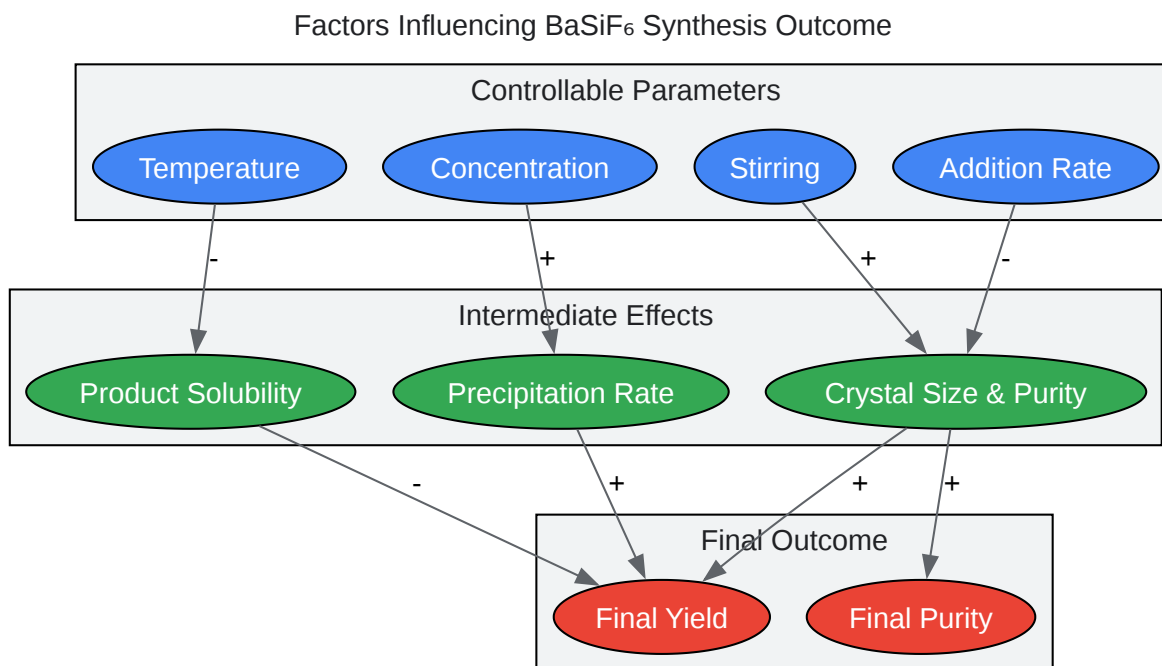 Factors Influencing BaSiF₆ Synthesis Outcome
Controllable Parameters
Temperature
Concentration
Stirring
Addition Rate
-
+
+
-
Intermediate Effects
Product Solubility
Precipitation Rate
Crystal Size & Purity
-
+
+
+
Final Outcome
Final Yield
Final Purity